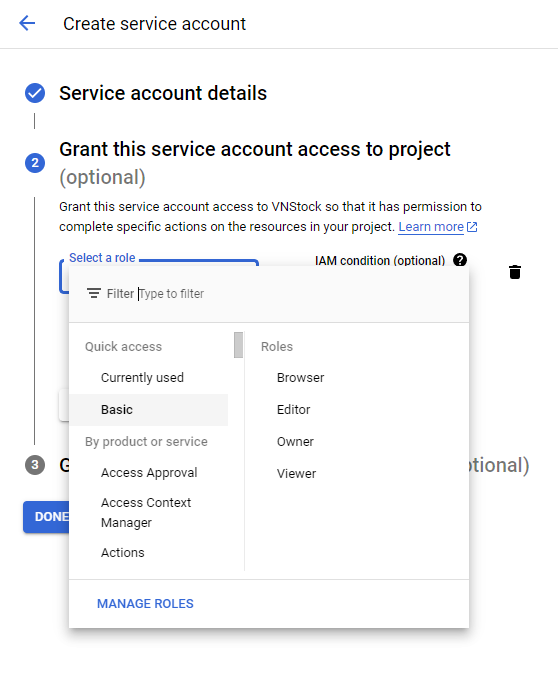 Create service account
Service account details
2
Grant this service account access to project
(optional)
Grant this service account access to VNStock so that it has permission to
complete specific actions on the resources in your project. Learn more
Select a role
IAM condition (optional) ?
Filter Type to filter
Quick access
Currently used
Basic
By product or service
Access Approval
Access Context
Manager
Actions
Roles
Browser
Editor
Owner
Viewer
MANAGE ROLES
3
DONE